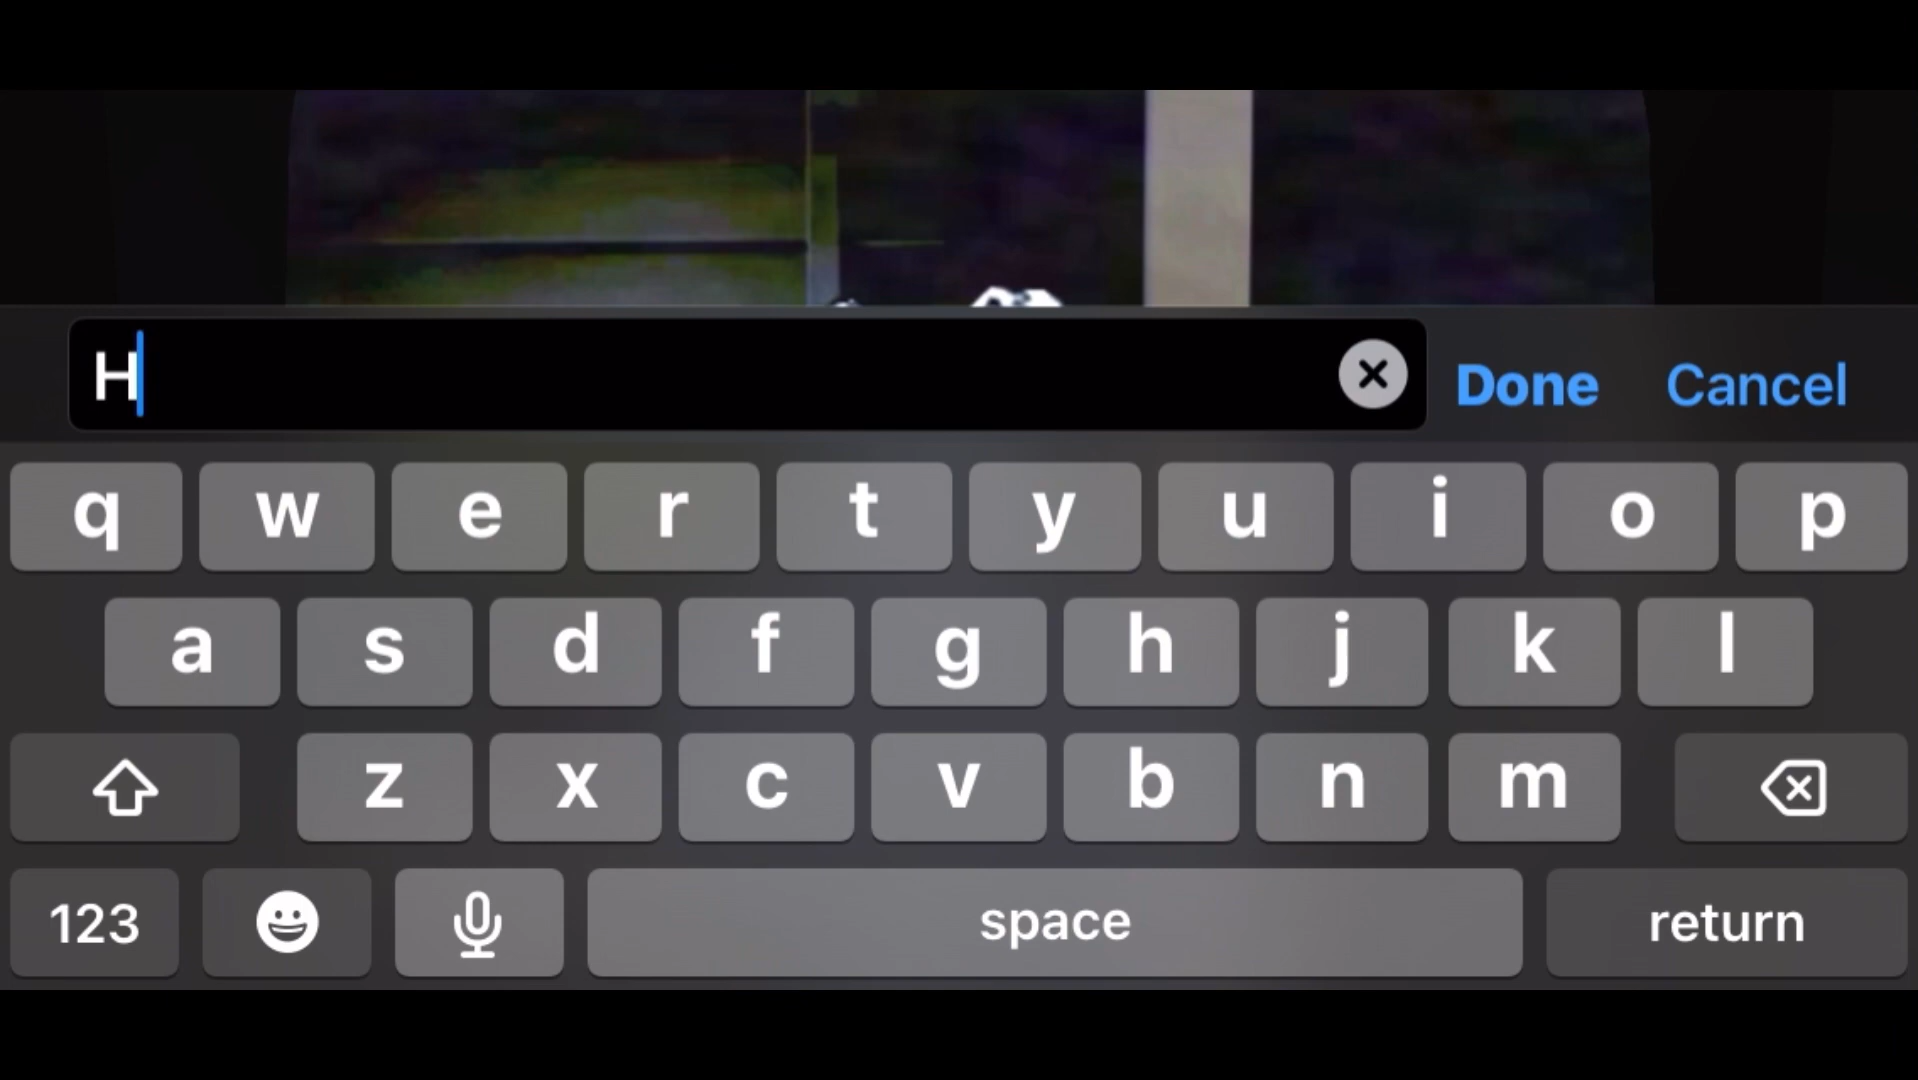 H
Done Cancel
q w e r t y u i o p
a s d f g h j k l
z x c v b n m
123 space return